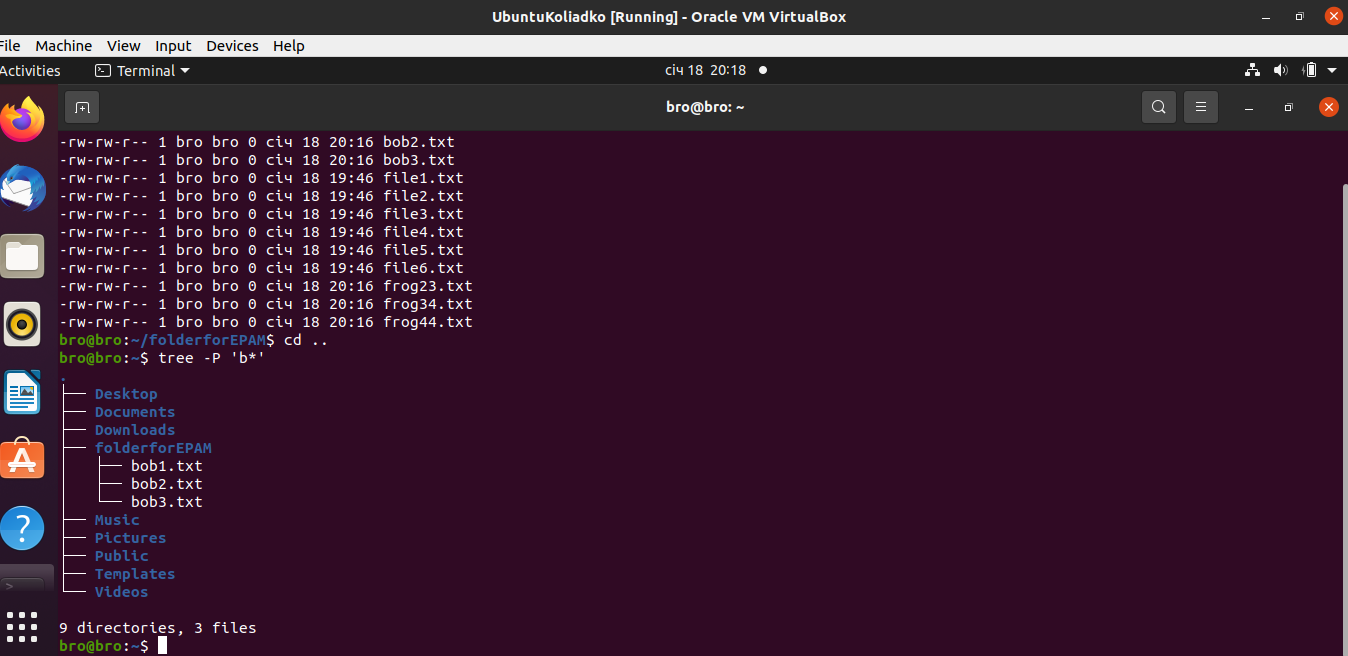 UbuntuKoliadko [Running] - Oracle VM VirtualBox
File Machine View Input Devices Help
Activities Terminal січ 18 20:18
bro@bro: ~
-rw-rw-r-- 1 bro bro 0 січ 18 20:16 bob2.txt
-rw-rw-r-- 1 bro bro 0 січ 18 20:16 bob3.txt
-rw-rw-r-- 1 bro bro 0 січ 18 19:46 file1.txt
-rw-rw-r-- 1 bro bro 0 січ 18 19:46 file2.txt
-rw-rw-r-- 1 bro bro 0 січ 18 19:46 file3.txt
-rw-rw-r-- 1 bro bro 0 січ 18 19:46 file4.txt
-rw-rw-r-- 1 bro bro 0 січ 18 19:46 file5.txt
-rw-rw-r-- 1 bro bro 0 січ 18 19:46 file6.txt
-rw-rw-r-- 1 bro bro 0 січ 18 20:16 frog23.txt
-rw-rw-r-- 1 bro bro 0 січ 18 20:16 frog34.txt
-rw-rw-r-- 1 bro bro 0 січ 18 20:16 frog44.txt
bro@bro:~/folderforEPAM$ cd ..
bro@bro:~$ tree -P 'b*'
.
├── Desktop
├── Documents
├── Downloads
├── folderforEPAM
│   ├── bob1.txt
│   ├── bob2.txt
│   └── bob3.txt
├── Music
├── Pictures
├── Public
├── Templates
└── Videos
9 directories, 3 files
bro@bro:~$